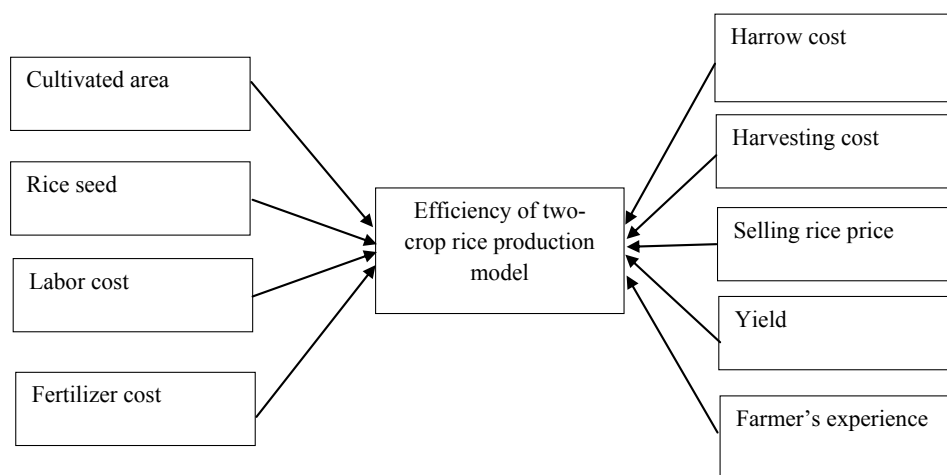 Cultivated area
Rice seed
Labor cost
Fertilizer cost
Efficiency of two-
crop rice production
model
Harrow cost
Harvesting cost
Selling rice price
Yield
Farmer’s experience